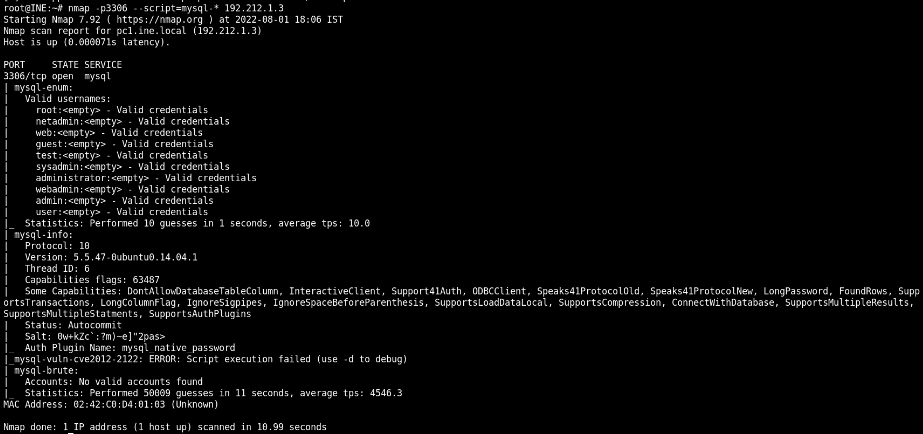 root@INE:~# nmap -p3306 --script=mysql-* 192.212.1.3
Starting Nmap 7.92 ( https://nmap.org ) at 2022-08-01 18:06 IST
Nmap scan report for pc1.ine.local (192.212.1.3)
Host is up (0.000071s latency).

PORT     STATE SERVICE
3306/tcp open  mysql
| mysql-enum:
|   Valid usernames:
|     root:<empty> - Valid credentials
|     netadmin:<empty> - Valid credentials
|     web:<empty> - Valid credentials
|     guest:<empty> - Valid credentials
|     test:<empty> - Valid credentials
|     sysadmin:<empty> - Valid credentials
|     administrator:<empty> - Valid credentials
|     webadmin:<empty> - Valid credentials
|     admin:<empty> - Valid credentials
|     user:<empty> - Valid credentials
|_  Statistics: Performed 10 guesses in 1 seconds, average tps: 10.0
| mysql-info:
|   Protocol: 10
|   Version: 5.5.47-0ubuntu0.14.04.1
|   Thread ID: 6
|   Capabilities flags: 63487
|   Some Capabilities: DontAllowDatabaseTableColumn, InteractiveClient, Support41Auth, ODBCClient, Speaks41ProtocolOld, Speaks41ProtocolNew, LongPassword, FoundRows, Supp
ortsTransactions, LongColumnFlag, IgnoreSigpipes, IgnoreSpaceBeforeParenthesis, SupportsLoadDataLocal, SupportsCompression, ConnectWithDatabase, SupportsMultipleResults,
SupportsMultipleStatments, SupportsAuthPlugins
|   Status: Autocommit
|   Salt: 0w+kZc`:?m)~e]"2pas>
|_  Auth Plugin Name: mysql_native_password
|_mysql-vuln-cve2012-2122: ERROR: Script execution failed (use -d to debug)
| mysql-brute:
|   Accounts: No valid accounts found
|_  Statistics: Performed 50009 guesses in 11 seconds, average tps: 4546.3
MAC Address: 02:42:C0:D4:01:03 (Unknown)

Nmap done: 1 IP address (1 host up) scanned in 10.99 seconds